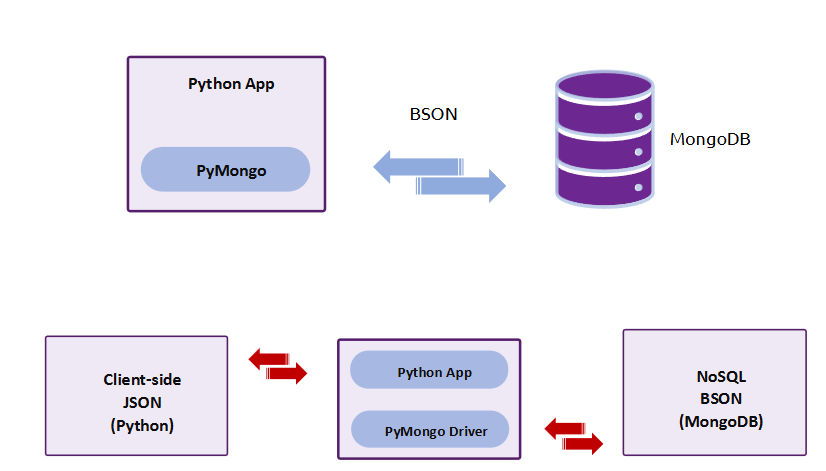 Python App
PyMongo
BSON
MongoDB
Client-side
JSON
(Python)
Python App
PyMongo Driver
NoSQL
BSON
(MongoDB)